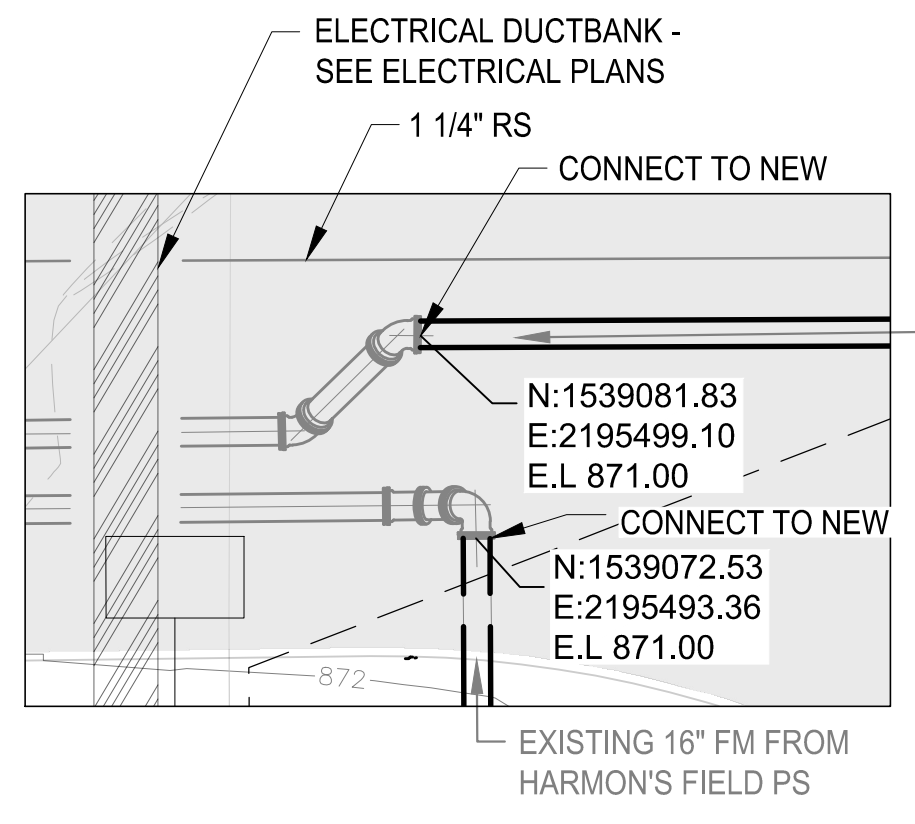 ELECTRICAL DUCTBANK -
SEE ELECTRICAL PLANS
1 1/4" RS
CONNECT TO NEW
N:1539081.83
E:2195499.10
E.L 871.00
CONNECT TO NEW
N:1539072.53
E:2195493.36
E.L 871.00
872
EXISTING 16" FM FROM
HARMON'S FIELD PS